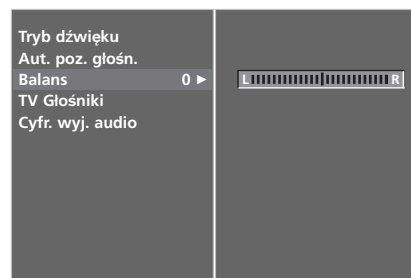 Tryb dźwięku
Aut. poz. głośn.
Balans 0 ►
L R
TV Głośniki
Cyfr. wyj. audio